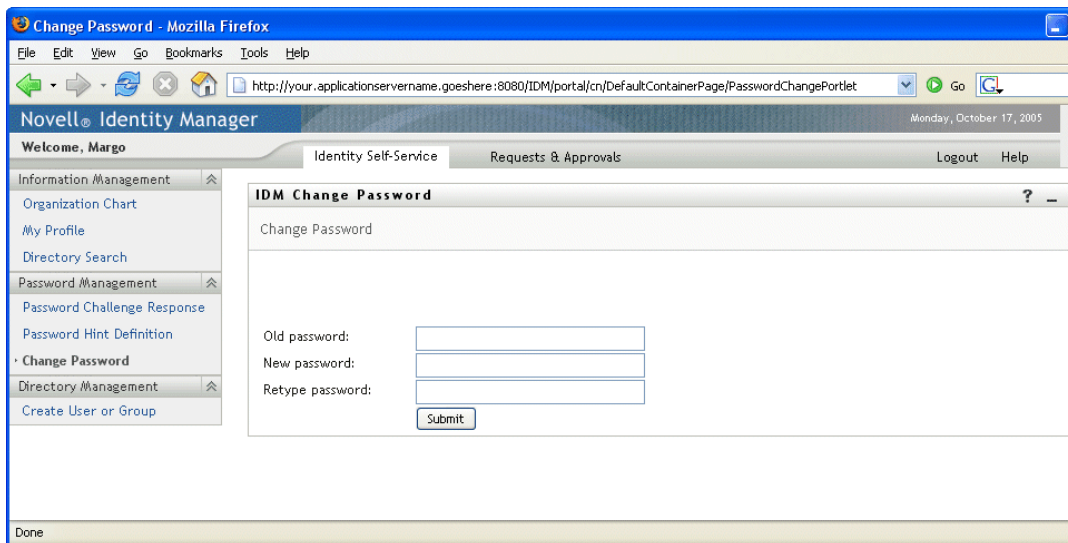 Change Password - Mozilla Firefox
File Edit View Go Bookmarks Tools Help
http://your.applicationservername.goeshere:8080/IDM/portal/cn/DefaultContainerPage/PasswordChangePortlet Go G
Novell® Identity Manager Monday, October 17, 2005
Welcome, Margo
Identity Self-Service Requests & Approvals Logout Help
Information Management
Organization Chart
My Profile
Directory Search
Password Management
Password Challenge Response
Password Hint Definition
Change Password
Directory Management
Create User or Group
IDM Change Password ? _
Change Password
Old password:
New password:
Retype password:
Submit
Done